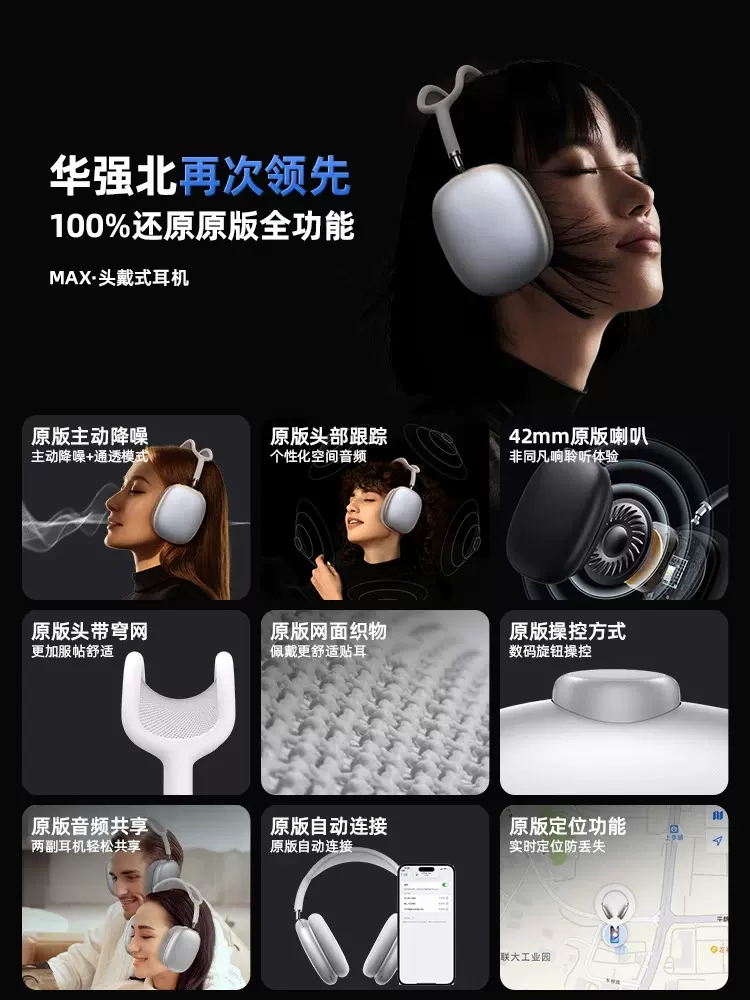 华强北再次领先
100%还原原版全功能
MAX·头戴式耳机
原版主动降噪
主动降噪+通透模式
原版头部跟踪
个性化空间音频
42mm原版喇叭
非同凡响聆听体验
原版头带穹网
更加服帖舒适
原版网面织物
佩戴更舒适贴耳
原版操控方式
数码旋钮操控
原版音频共享
两副耳机轻松共享
原版自动连接
原版自动连接
原版定位功能
实时定位防丢失
联大工业园